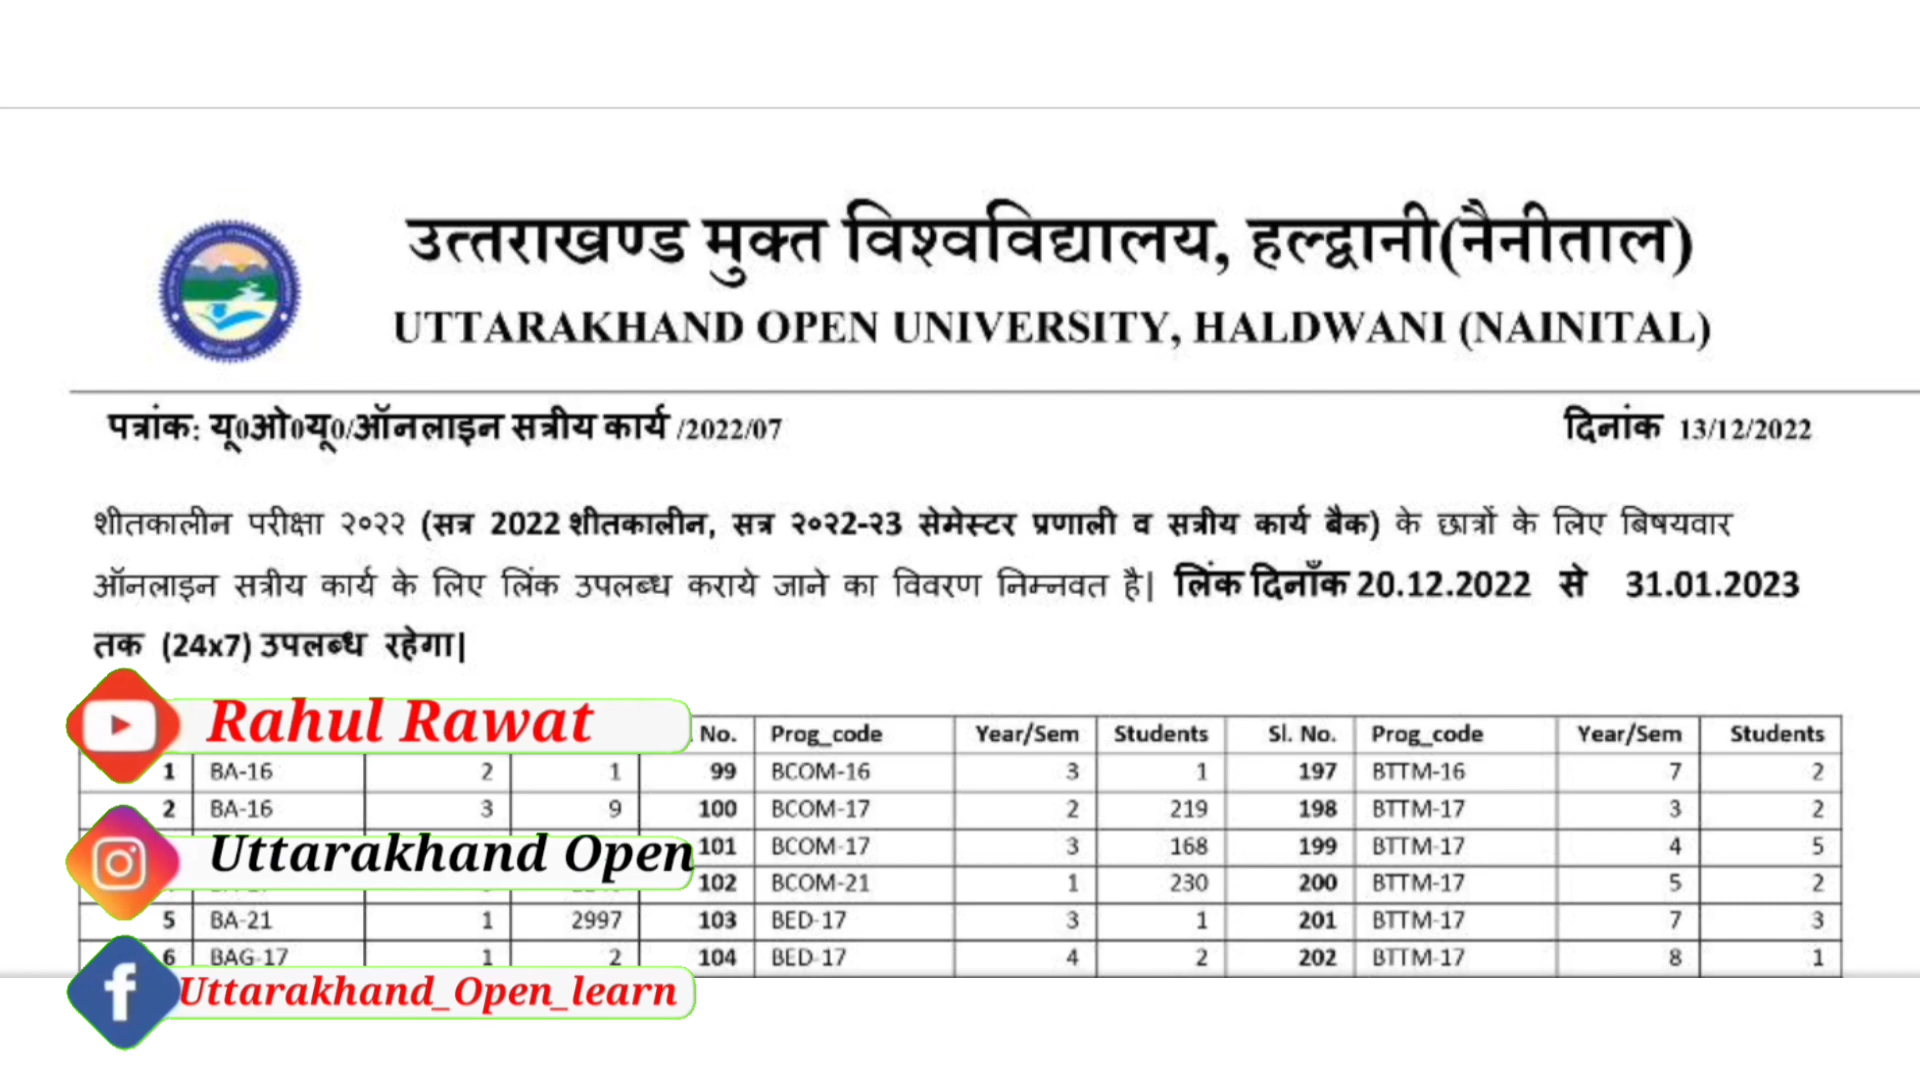 उत्तराखण्ड मुक्त विश्वविद्यालय, हल्द्वानी(नैनीताल)
UTTARAKHAND OPEN UNIVERSITY, HALDWANI (NAINITAL)
पत्रांक: यू0ओ0यू0/ऑनलाइन सत्रीय कार्य /2022/07 दिनांक 13/12/2022
शीतकालीन परीक्षा २०२२ (सत्र 2022 शीतकालीन, सत्र २०२2-२3 सेमेस्टर प्रणाली व सत्रीय कार्य बैक) के छात्रों के लिए बिषयवार
ऑनलाइन सत्रीय कार्य के लिए लिंक उपलब्ध कराये जाने का विवरण निम्नवत है| लिंक दिनाँक 20.12.2022 से 31.01.2023
तक (24x7) उपलब्ध रहेगा|
Rahul Rawat
No. Prog_code Year/Sem Students Sl. No. Prog_code Year/Sem Students
1 BA-16 2 1 99 BCOM-16 3 1 197 BTTM-16 7 2
2 BA-16 3 9 100 BCOM-17 2 219 198 BTTM-17 3 2
Uttarakhand Open
101 BCOM-17 3 168 199 BTTM-17 4 5
102 BCOM-21 1 230 200 BTTM-17 5 2
5 BA-21 1 2997 103 BED-17 3 1 201 BTTM-17 7 3
6 BAG-17 1 2 104 BED-17 4 2 202 BTTM-17 8 1
Uttarakhand_Open_learn